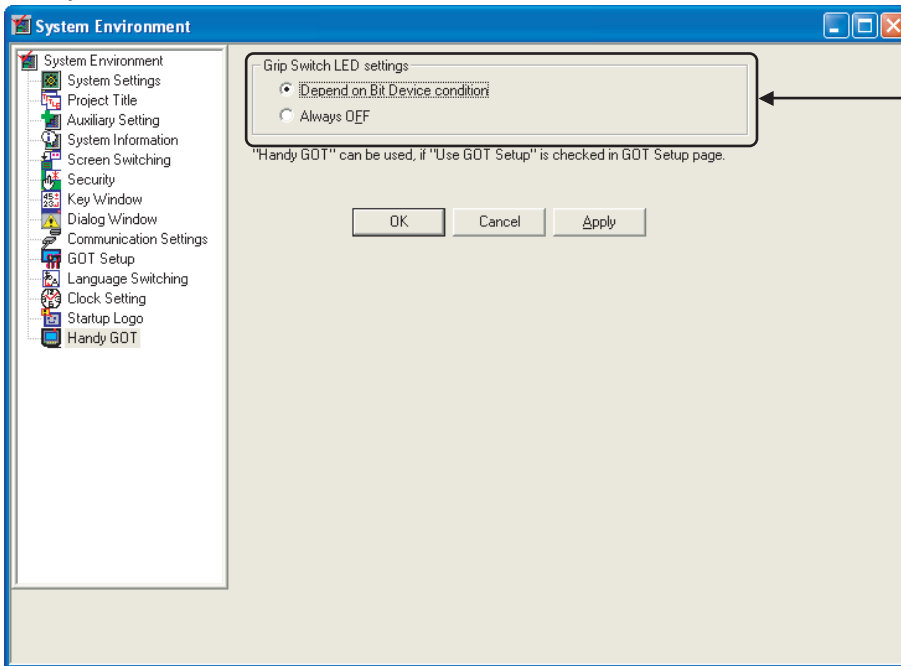 System Environment
System Environment
System Settings
Project Title
Auxiliary Setting
System Information
Screen Switching
Security
Key Window
Dialog Window
Communication Settings
GOT Setup
Language Switching
Clock Setting
Startup Logo
Handy GOT
Grip Switch LED settings
Depend on Bit Device condition
Always OFF
"Handy GOT" can be used, if "Use GOT Setup" is checked in GOT Setup page.
OK Cancel Apply